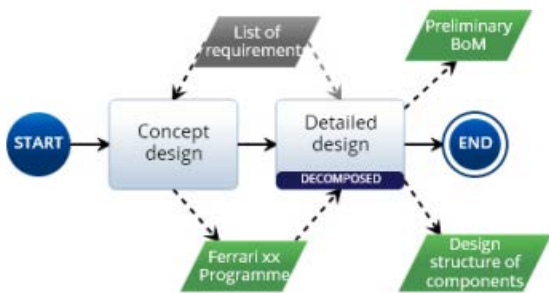 List of
requirement
Preliminary
BoM
START
Concept
design
Detailed
design
DECOMPOSED
END
Ferrari xx
Programme
Design
structure of
components